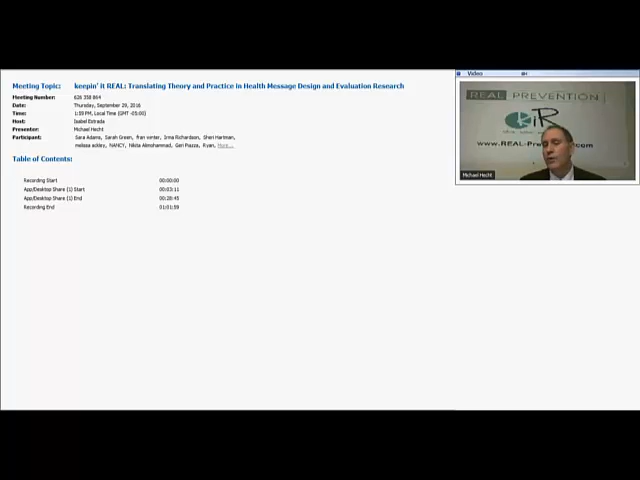 Meeting Topic: keepin' it REAL: Translating Theory and Practice in Health Message Design and Evaluation Research
Meeting Number: 626 358 864
Date: Thursday, September 29, 2016
Time: 1:59 PM, Local Time (GMT -05:00)
Host: Isabel Estrada
Presenter: Michael Hecht
Participant: Sara Adams, Sarah Green, fran winter, Irma Richardson, Sheri Hartman,
melissa ackley, NANCY, Nikita Alimohammad, Geri Piazza, Ryan, More...
Table of Contents:
Recording Start 00:00:00
App/Desktop Share (1) Start 00:03:11
App/Desktop Share (1) End 00:28:45
Recording End 01:01:59
Video
REAL PREVENTION
kiR
www.REAL-Pre com
Michael Hecht